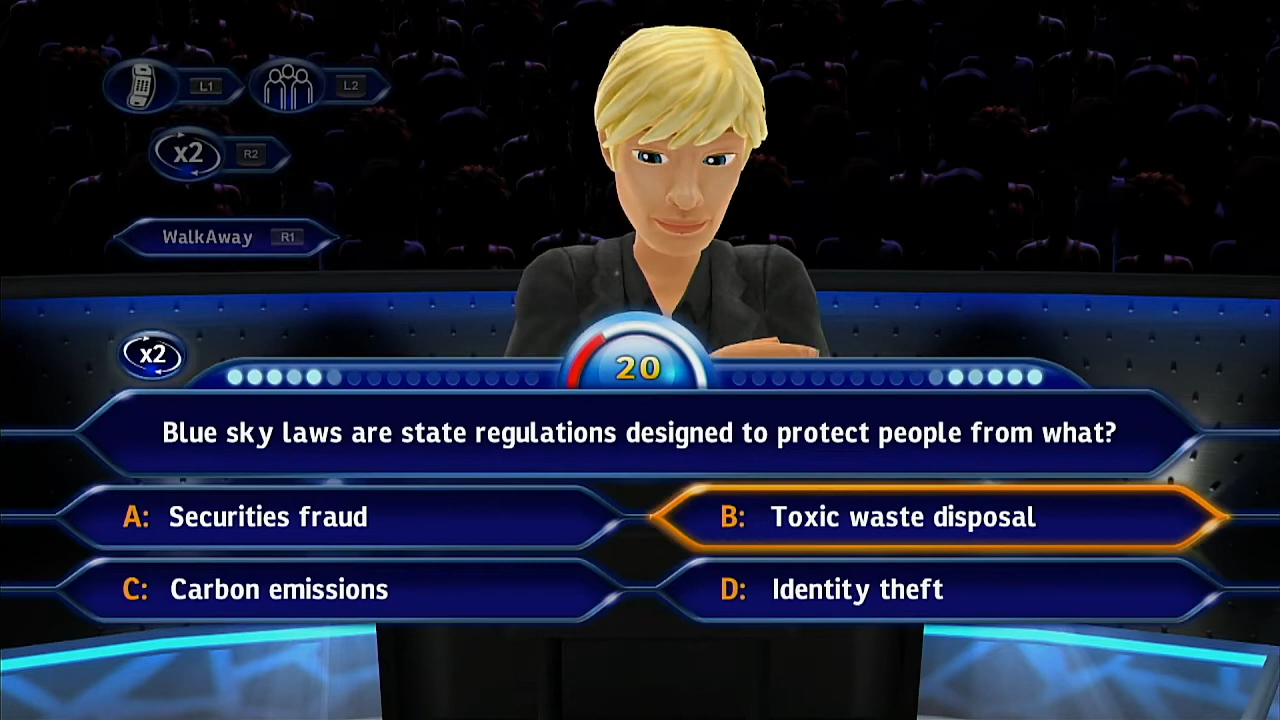 L1
L2
x2
R2
WalkAway R1
x2
20
Blue sky laws are state regulations designed to protect people from what?
A: Securities fraud
B: Toxic waste disposal
C: Carbon emissions
D: Identity theft